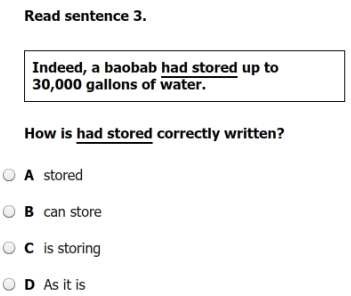 Read sentence 3.
Indeed, a baobab had stored up to
30,000 gallons of water.
How is had stored correctly written?
A stored
B can store
C is storing
D As it is